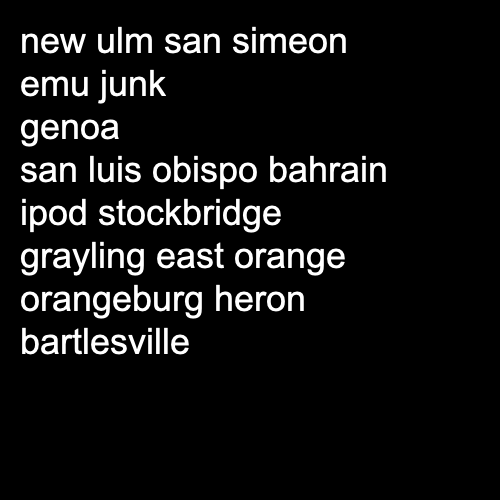 new ulm san simeon
emu junk
genoa
san luis obispo bahrain
ipod stockbridge
grayling east orange
orangeburg heron
bartlesville